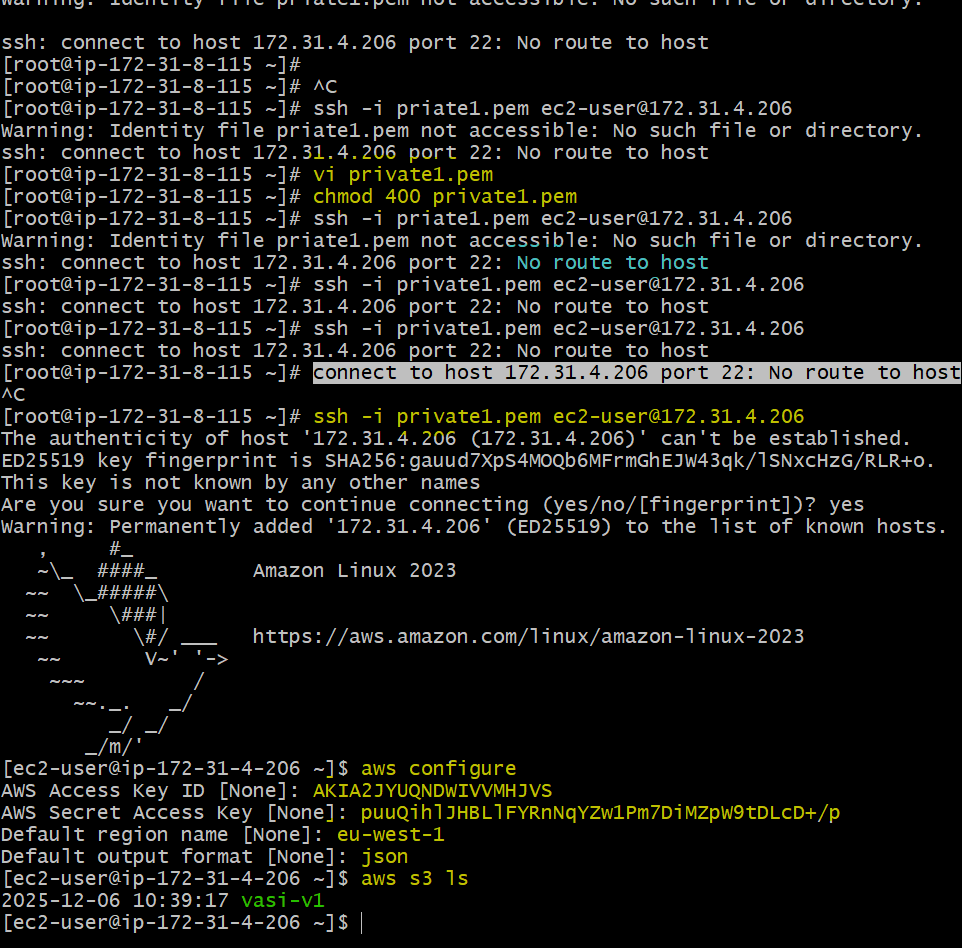 Warning: Identity file not accessible: No such file or directory.
ssh: connect to host 172.31.4.206 port 22: No route to host
[root@ip-172-31-8-115 ~]#
[root@ip-172-31-8-115 ~]# ^C
[root@ip-172-31-8-115 ~]# ssh -i priate1.pem ec2-user@172.31.4.206
Warning: Identity file priate1.pem not accessible: No such file or directory.
ssh: connect to host 172.31.4.206 port 22: No route to host
[root@ip-172-31-8-115 ~]# vi private1.pem
[root@ip-172-31-8-115 ~]# chmod 400 private1.pem
[root@ip-172-31-8-115 ~]# ssh -i priate1.pem ec2-user@172.31.4.206
Warning: Identity file priate1.pem not accessible: No such file or directory.
ssh: connect to host 172.31.4.206 port 22: No route to host
[root@ip-172-31-8-115 ~]# ssh -i private1.pem ec2-user@172.31.4.206
ssh: connect to host 172.31.4.206 port 22: No route to host
[root@ip-172-31-8-115 ~]# ssh -i private1.pem ec2-user@172.31.4.206
ssh: connect to host 172.31.4.206 port 22: No route to host
[root@ip-172-31-8-115 ~]# connect to host 172.31.4.206 port 22: No route to host
^C
[root@ip-172-31-8-115 ~]# ssh -i private1.pem ec2-user@172.31.4.206
The authenticity of host '172.31.4.206 (172.31.4.206)' can't be established.
ED25519 key fingerprint is SHA256:gauud7XpS4MOQb6MFrmGhEJW43qk/lSNxcHzG/RLR+o.
This key is not known by any other names
Are you sure you want to continue connecting (yes/no/[fingerprint])? yes
Warning: Permanently added '172.31.4.206' (ED25519) to the list of known hosts.
   ,     #_
   ~\_  ####_        Amazon Linux 2023
  ~~  \_#####\
  ~~     \###|
  ~~       \#/ ___   https://aws.amazon.com/linux/amazon-linux-2023
   ~~       V~' '->
    ~~~         /
      ~~._.   _/
         _/ _/
       _/m/'
[ec2-user@ip-172-31-4-206 ~]$ aws configure
AWS Access Key ID [None]: AKIA2JYUQNDWIVVMHJVS
AWS Secret Access Key [None]: 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
Default region name [None]: eu-west-1
Default output format [None]: json
[ec2-user@ip-172-31-4-206 ~]$ aws s3 ls
2025-12-06 10:39:17 vasi-v1
[ec2-user@ip-172-31-4-206 ~]$